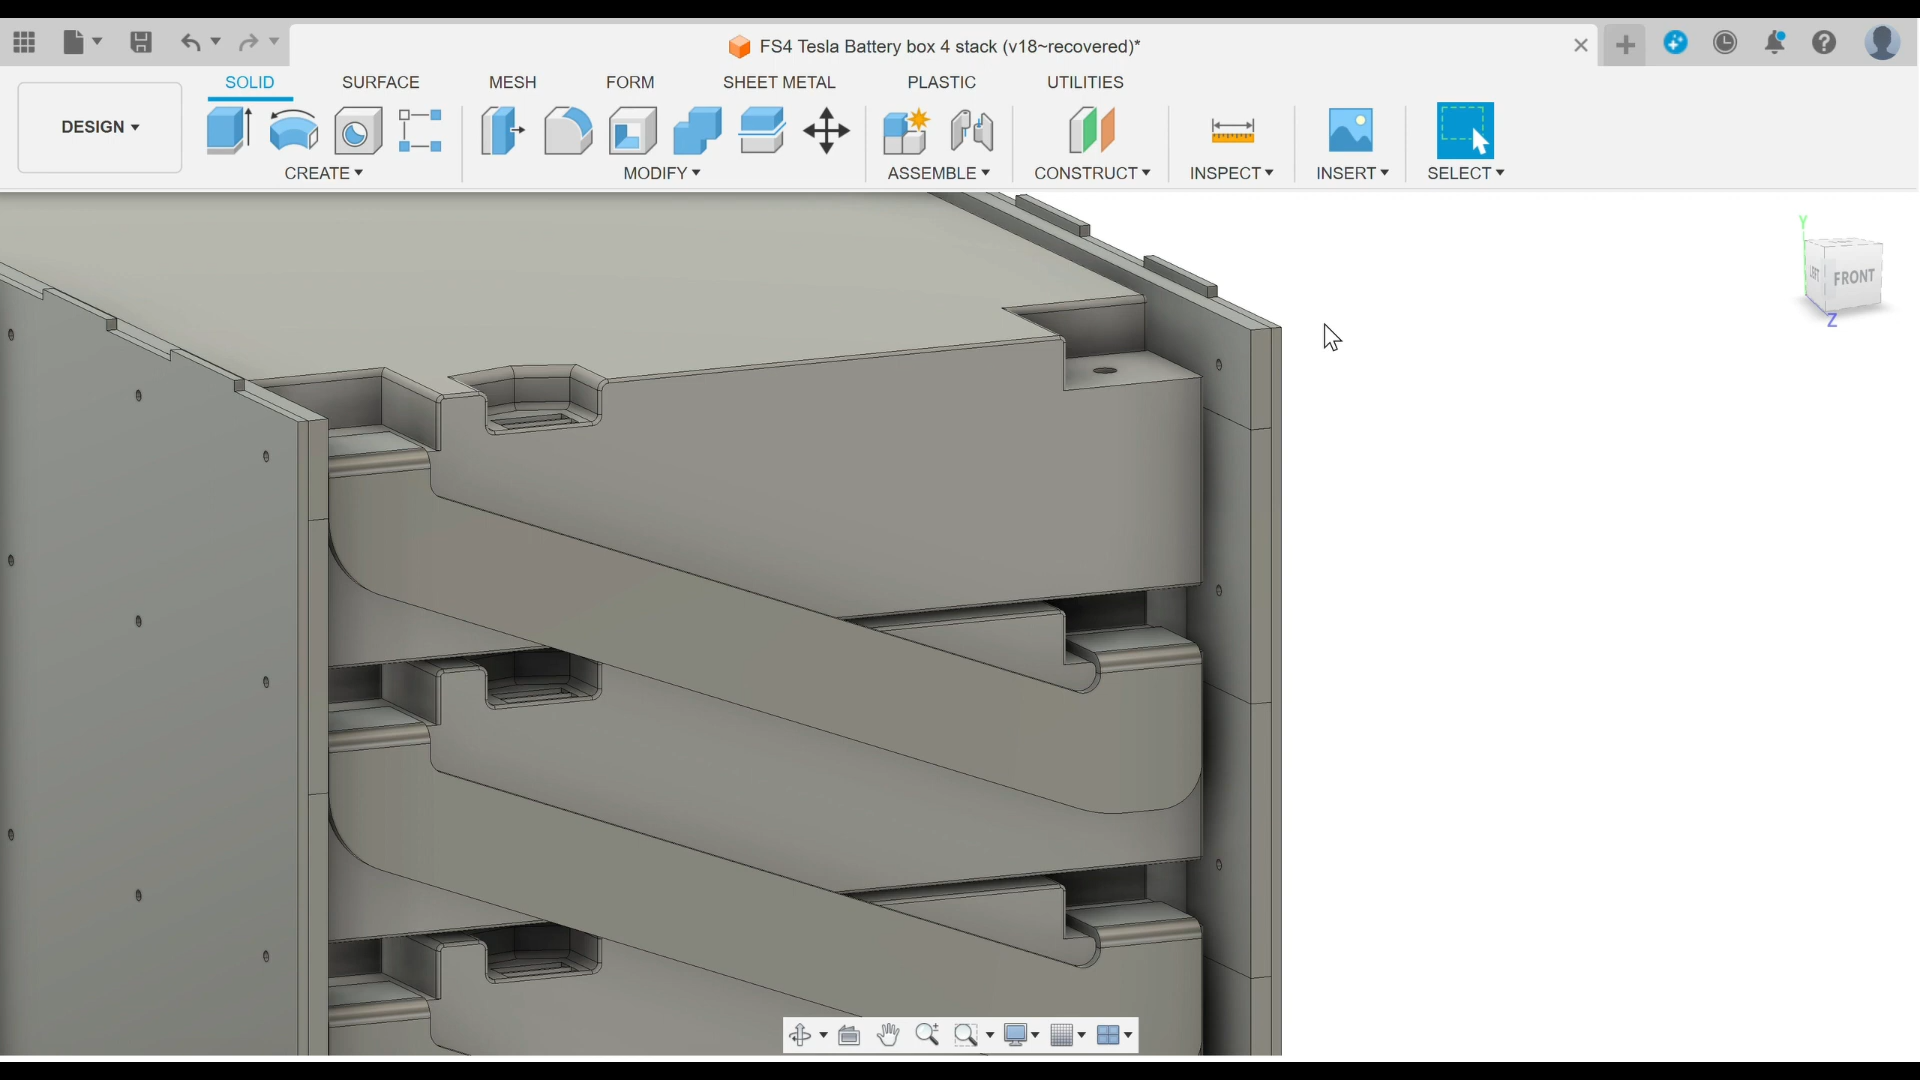 FS4 Tesla Battery box 4 stack (v18~recovered)*
SOLID SURFACE MESH FORM SHEET METAL PLASTIC UTILITIES
DESIGN
CREATE MODIFY ASSEMBLE CONSTRUCT INSPECT INSERT SELECT
Y
LEFT FRONT
Z